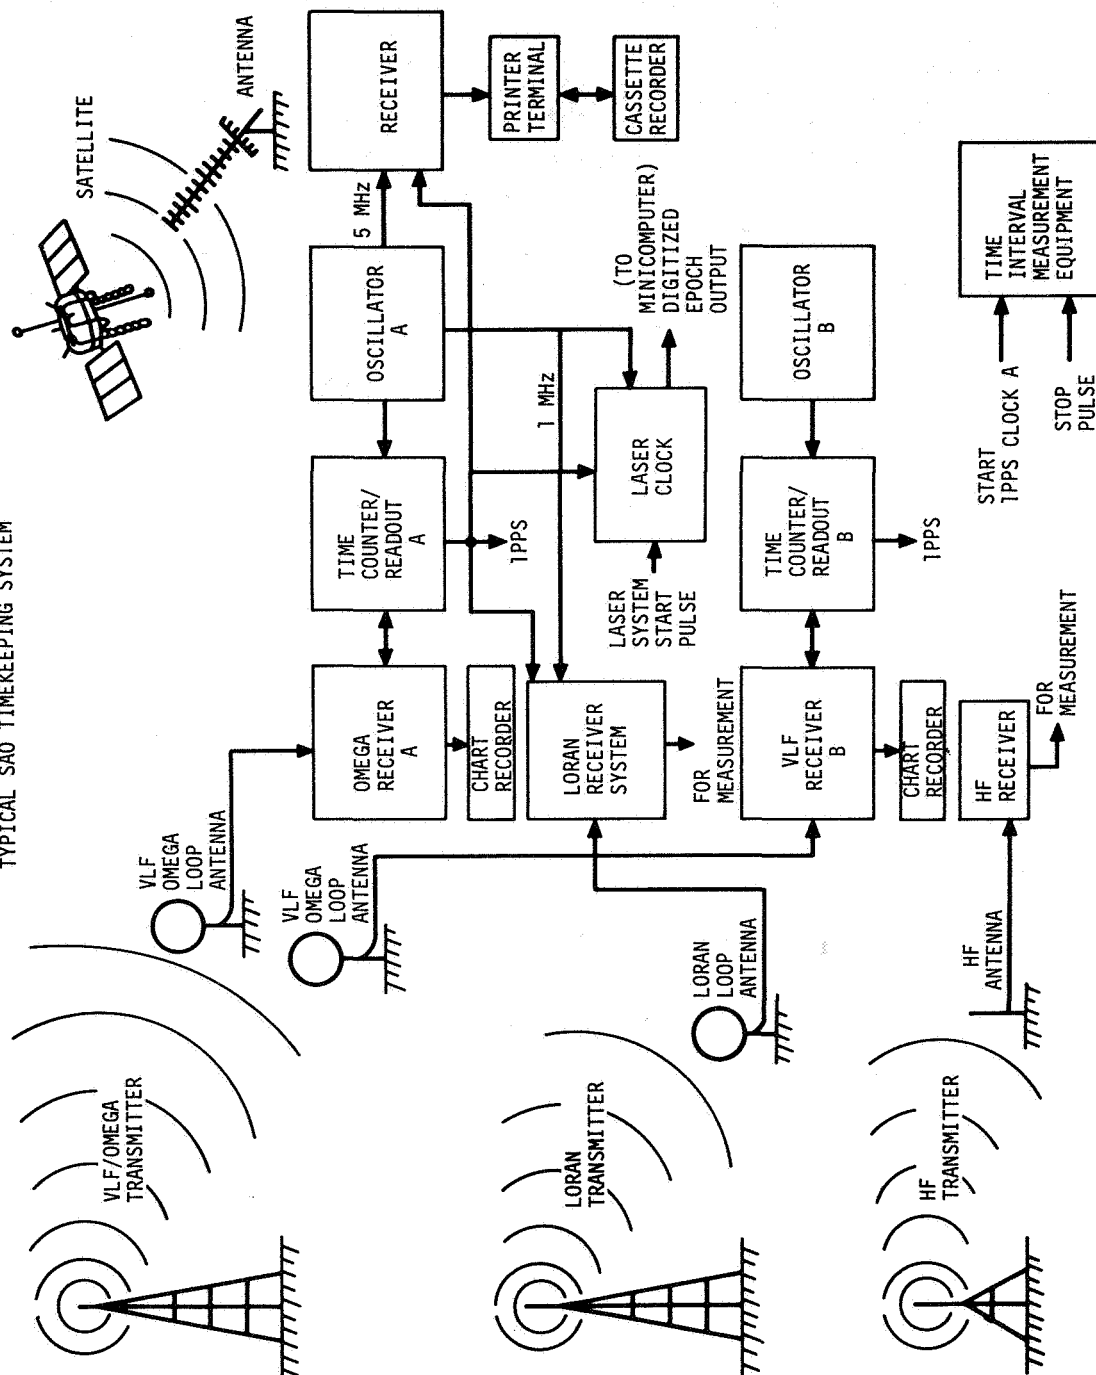 TYPICAL SAO TIMEKEEPING SYSTEM
VLF/OMEGA
TRANSMITTER
VLF
OMEGA
LOOP
ANTENNA
VLF
OMEGA
LOOP
ANTENNA
SATELLITE
ANTENNA
OMEGA
RECEIVER
A
TIME
COUNTER/
READOUT
A
OSCILLATOR
A
5 MHz
RECEIVER
CHART
RECORDER
1PPS
PRINTER
TERMINAL
LORAN
RECEIVER
SYSTEM
1 MHz
CASSETTE
RECORDER
LASER
SYSTEM
START
PULSE
LASER
CLOCK
(TO
MINICOMPUTER)
DIGITIZED
EPOCH
OUTPUT
LORAN
TRANSMITTER
LORAN
LOOP
ANTENNA
FOR
MEASUREMENT
VLF
RECEIVER
B
TIME
COUNTER/
READOUT
B
OSCILLATOR
B
CHART
RECORDER
1PPS
HF
TRANSMITTER
HF
ANTENNA
HF
RECEIVER
FOR
MEASUREMENT
START
1PPS CLOCK A
STOP
PULSE
TIME
INTERVAL
MEASUREMENT
EQUIPMENT